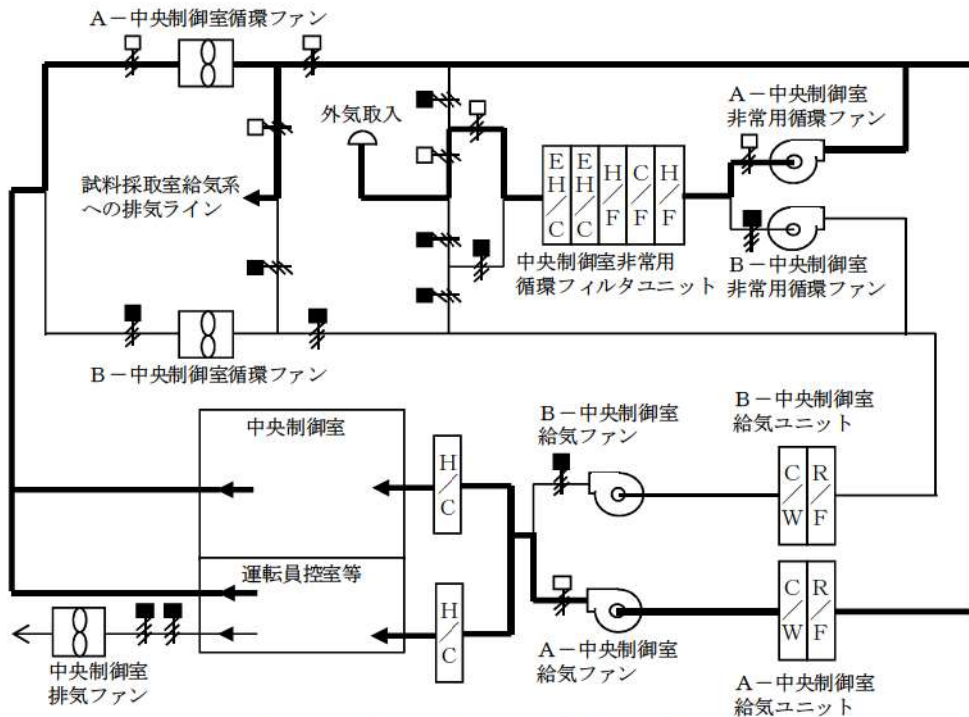 A－中央制御室循環ファン
外気取入
A－中央制御室
非常用循環ファン
試料採取室給気系
への排気ライン
E
H
／
C
E
H
／
C
H
／
F
C
／
F
H
／
F
中央制御室非常用
循環フィルタユニット
B－中央制御室
非常用循環ファン
B－中央制御室循環ファン
中央制御室
H
／
C
B－中央制御室
給気ファン
B－中央制御室
給気ユニット
C
／
W
R
／
F
運転員控室等
H
／
C
A－中央制御室
給気ファン
C
／
W
R
／
F
A－中央制御室
給気ユニット
中央制御室
排気ファン